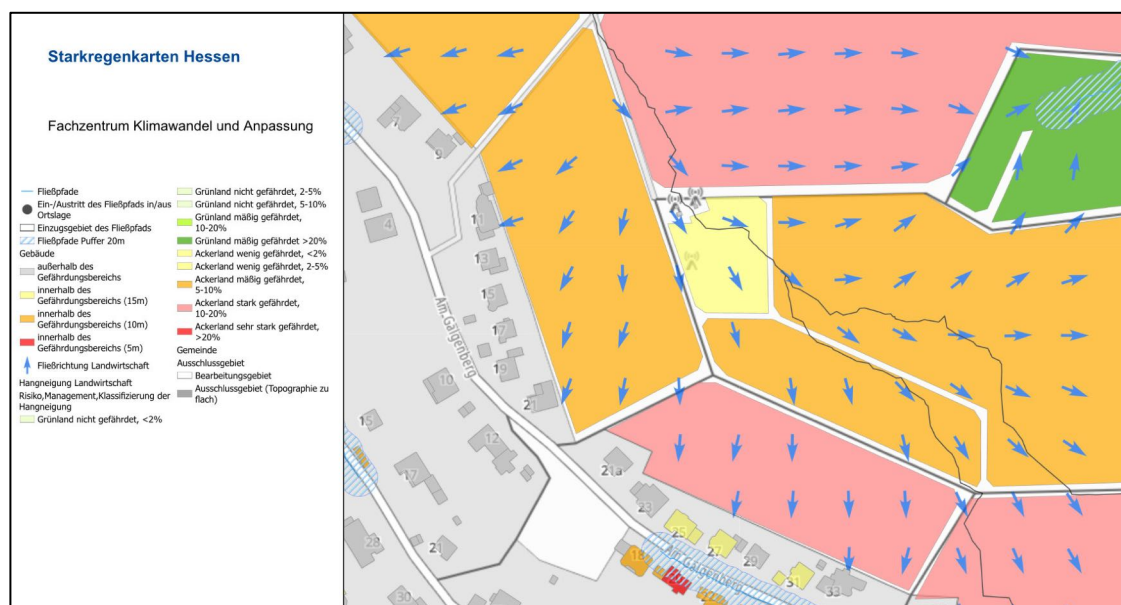 Starkregenkarten Hessen
Fachzentrum Klimawandel und Anpassung
Fließpfade
Ein-/Austritt des Fließpfads in/aus
Ortslage
Einzugsgebiet des Fließpfads
Fließpfade Puffer 20m
Gebäude
außerhalb des
Gefährdungsbereichs
innerhalb des
Gefährdungsbereichs (15m)
innerhalb des
Gefährdungsbereichs (10m)
innerhalb des
Gefährdungsbereichs (5m)
Fließrichtung Landwirtschaft
Hangneigung Landwirtschaft
Risiko,Management,Klassifizierung der
Hangneigung
Grünland nicht gefährdet, <2%
Grünland nicht gefährdet, 2-5%
Grünland nicht gefährdet, 5-10%
Grünland mäßig gefährdet,
10-20%
Grünland mäßig gefährdet >20%
Ackerland wenig gefährdet, <2%
Ackerland wenig gefährdet, 2-5%
Ackerland mäßig gefährdet,
5-10%
Ackerland stark gefährdet,
10-20%
Ackerland sehr stark gefährdet,
>20%
Gemeinde
Ausschlussgebiet
Bearbeitungsgebiet
Ausschlussgebiet (Topographie zu
flach)
7
9
4
11
13
15
Am Galgenberg
17
19
10
21
15
12
17
21a
23
21
25
27
29
28
18
Am Galgenberg
31
33
30